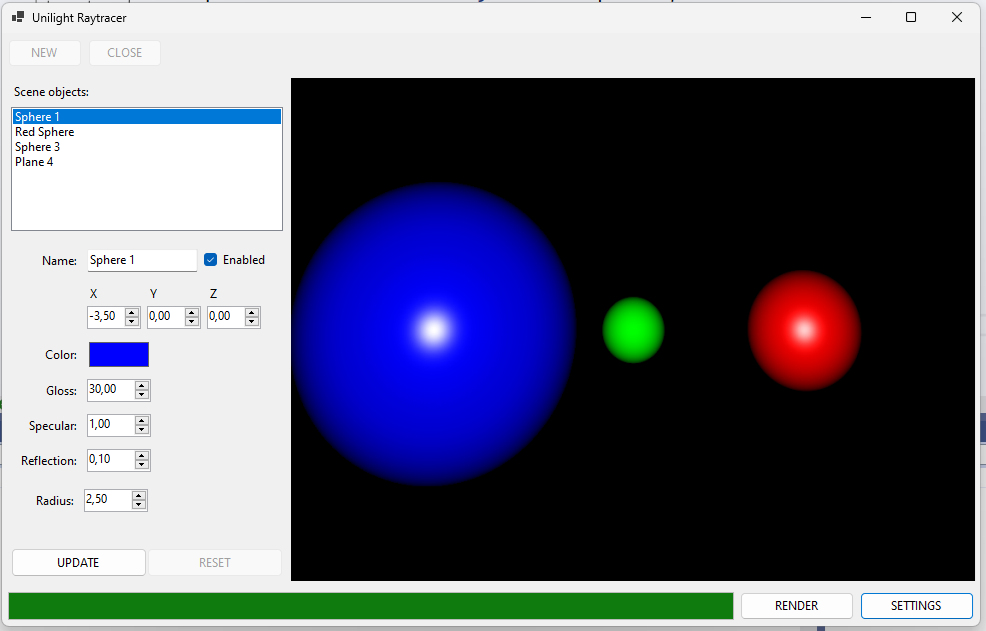 Unilight Raytracer
NEW CLOSE
Scene objects:
Sphere 1
Red Sphere
Sphere 3
Plane 4
Name: Sphere 1 Enabled
X Y Z
-3,50 0,00 0,00
Color:
Gloss: 30,00
Specular: 1,00
Reflection: 0,10
Radius: 2,50
UPDATE RESET
RENDER SETTINGS